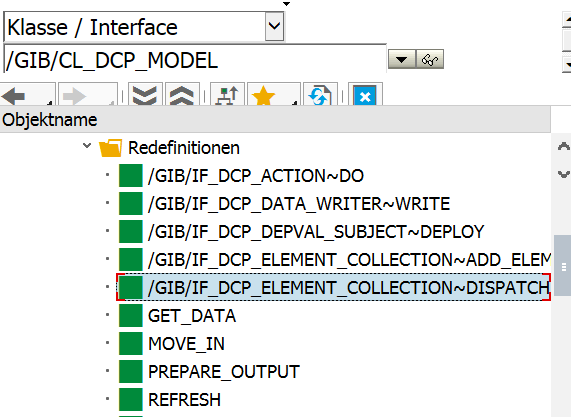 Klasse / Interface
/GIB/CL_DCP_MODEL
Objektname
Redefinitionen
/GIB/IF_DCP_ACTION~DO
/GIB/IF_DCP_DATA_WRITER~WRITE
/GIB/IF_DCP_DEPVAL_SUBJECT~DEPLOY
/GIB/IF_DCP_ELEMENT_COLLECTION~ADD_ELEM
/GIB/IF_DCP_ELEMENT_COLLECTION~DISPATCH
GET_DATA
MOVE_IN
PREPARE_OUTPUT
REFRESH